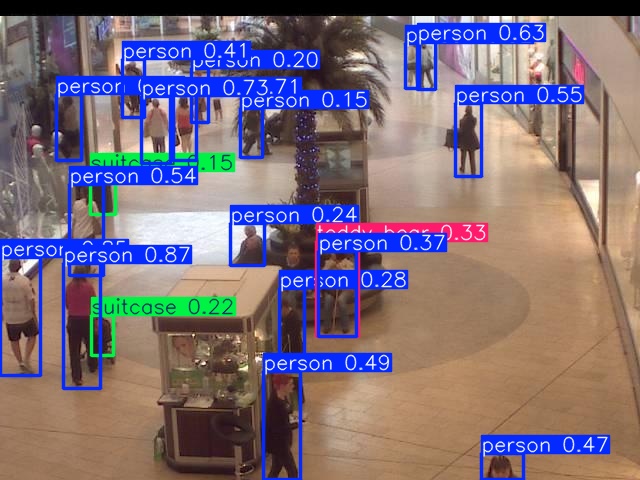 person 0.41
person 0.20
person 0.63
person
person 0.73
.71
person 0.15
person 0.55
suitcase 0.15
person 0.54
person 0.24
teddy bear 0.33
person 0.37
person
person 0.87
person 0.28
suitcase 0.22
person 0.49
person 0.47